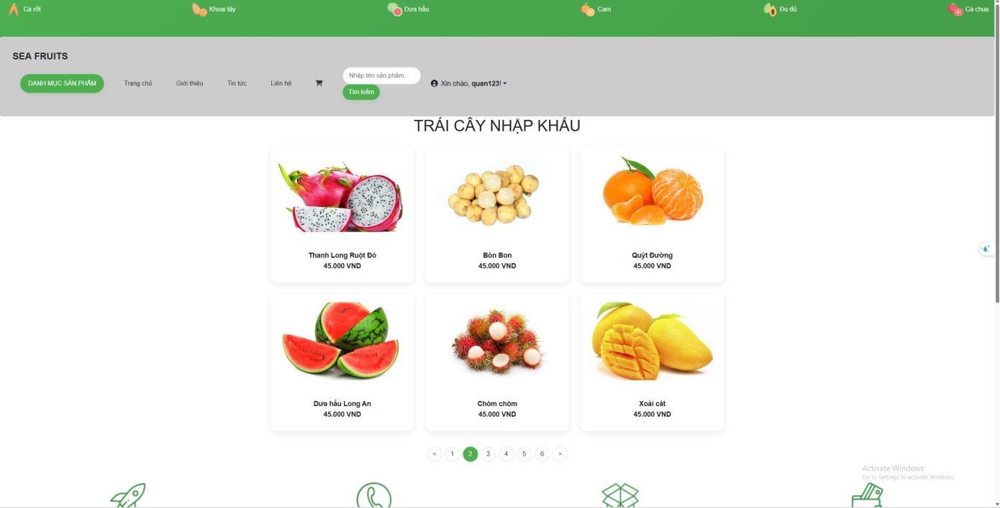 Cà rốt
Khoai tây
Dưa hấu
Cam
Đu đủ
Cà chua
SEA FRUITS
DANH MỤC SẢN PHẨM
Trang chủ
Giới thiệu
Tin tức
Liên hệ
Nhập tên sản phẩm...
Tìm kiếm
Xin chào, quan123!
TRÁI CÂY NHẬP KHẨU
Thanh Long Ruột Đỏ
45.000 VND
Bòn Bon
45.000 VND
Quýt Đường
45.000 VND
Dưa hấu Long An
45.000 VND
Chôm chôm
45.000 VND
Xoài cát
45.000 VND
< 1 2 3 4 5 6 >
Activate Windows
Go to Settings to activate Windows.